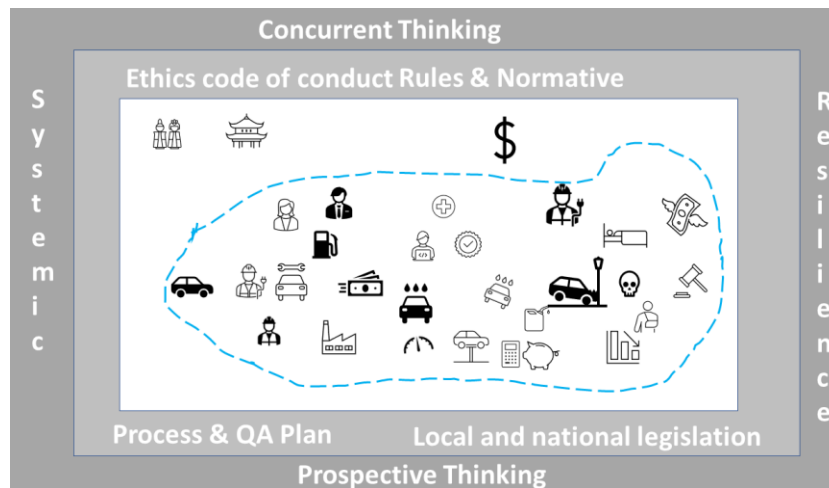 Concurrent Thinking
Ethics code of conduct Rules & Normative
Systemic
Resilience
$
Process & QA Plan
Local and national legislation
Prospective Thinking